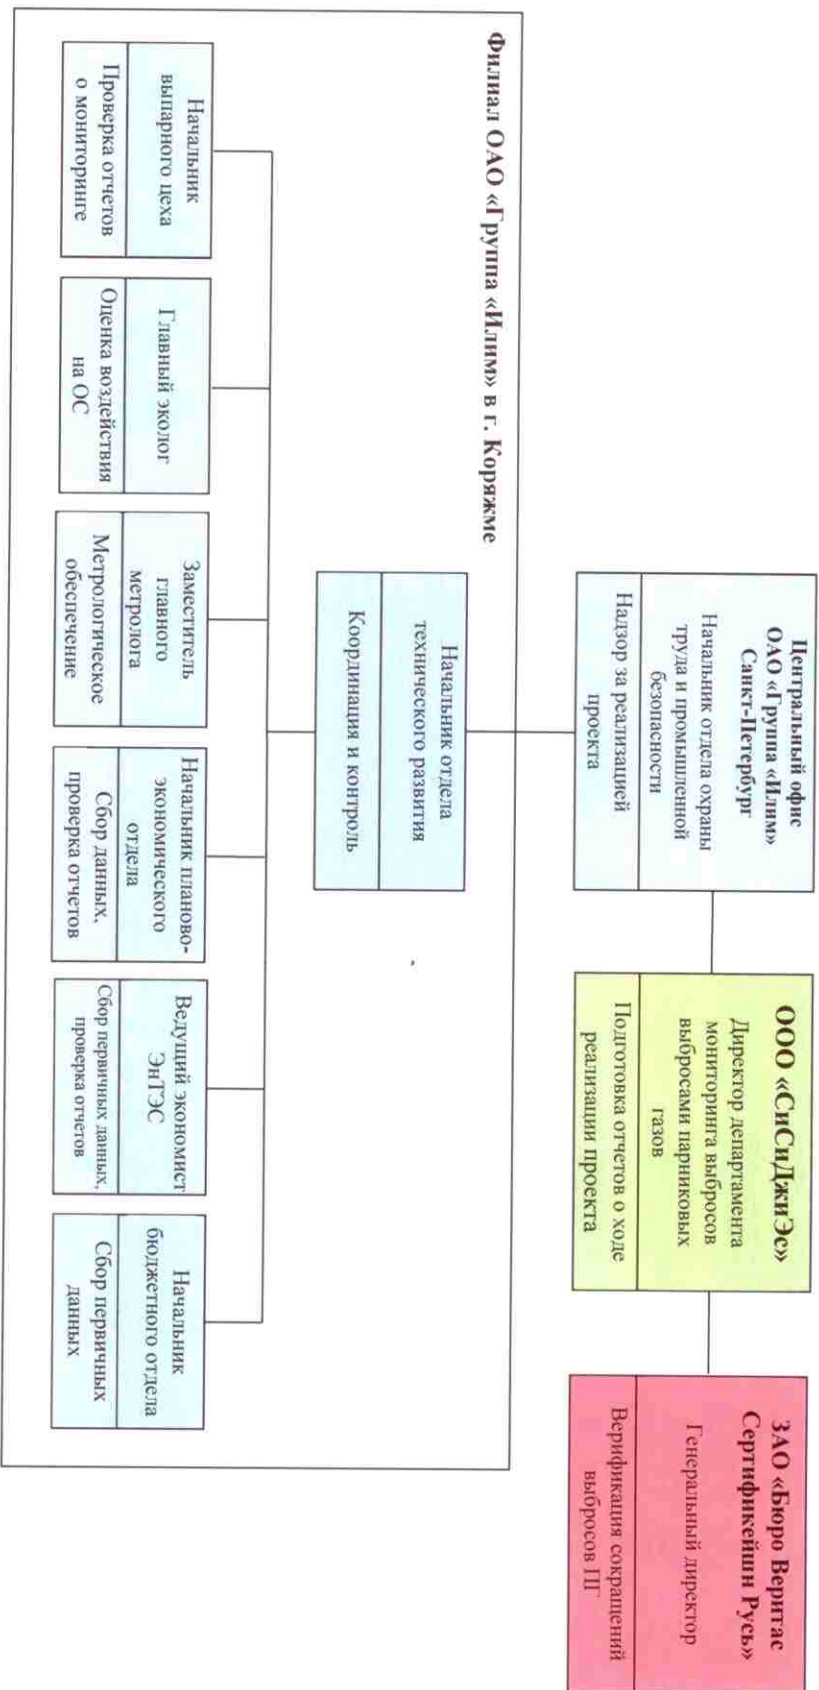 Центральный офис
ОАО «Группа «Илим»
Санкт-Петербург
Начальник отдела охраны
труда и промышленной
безопасности
Надзор за реализацией
проекта
ООО «СиСиДжиЭс»
Директор департамента
мониторинга выбросов
выбросами парниковых
газов
Подготовка отчетов о ходе
реализации проекта
ЗАО «Бюро Веритас
Сертификейшн Русь»
Генеральный директор
Верификация сокращений
выбросов ПГ
Филиал ОАО «Группа «Илим» в г. Коряжме
Начальник отдела
технического развития
Координация и контроль
Начальник
выпарного цеха
Проверка отчетов
о мониторинге
Главный эколог
Оценка воздействия
на ОС
Заместитель
главного
метролога
Метрологическое
обеспечение
Начальник планово-
экономического
отдела
Сбор данных,
проверка отчетов
Ведущий экономист
ЭнТЭС
Сбор первичных данных,
проверка отчетов
Начальник
бюджетного отдела
Сбор первичных
данных